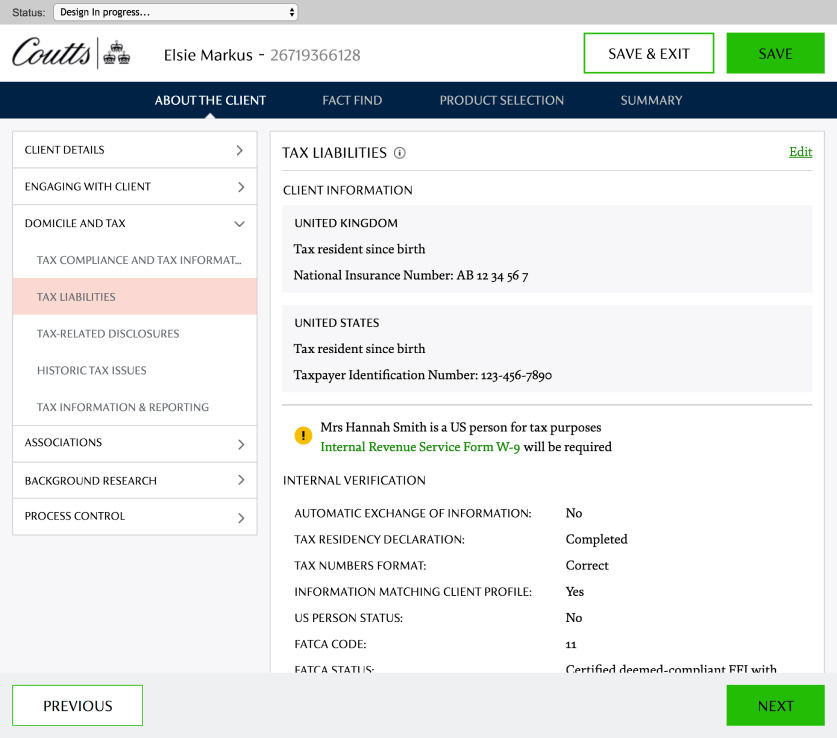 Status: Design In progress...
Coutts
Elsie Markus - 26719366128
SAVE & EXIT
SAVE
ABOUT THE CLIENT
FACT FIND
PRODUCT SELECTION
SUMMARY
CLIENT DETAILS
ENGAGING WITH CLIENT
DOMICILE AND TAX
TAX COMPLIANCE AND TAX INFORMAT...
TAX LIABILITIES
TAX-RELATED DISCLOSURES
HISTORIC TAX ISSUES
TAX INFORMATION & REPORTING
ASSOCIATIONS
BACKGROUND RESEARCH
PROCESS CONTROL
TAX LIABILITIES
Edit
CLIENT INFORMATION
UNITED KINGDOM
Tax resident since birth
National Insurance Number: AB 12 34 56 7
UNITED STATES
Tax resident since birth
Taxpayer Identification Number: 123-456-7890
Mrs Hannah Smith is a US person for tax purposes
Internal Revenue Service Form W-9 will be required
INTERNAL VERIFICATION
AUTOMATIC EXCHANGE OF INFORMATION: No
TAX RESIDENCY DECLARATION: Completed
TAX NUMBERS FORMAT: Correct
INFORMATION MATCHING CLIENT PROFILE: Yes
US PERSON STATUS: No
FATCA CODE: 11
FATCA STATUS: Certified deemed-compliant FFI with
PREVIOUS
NEXT